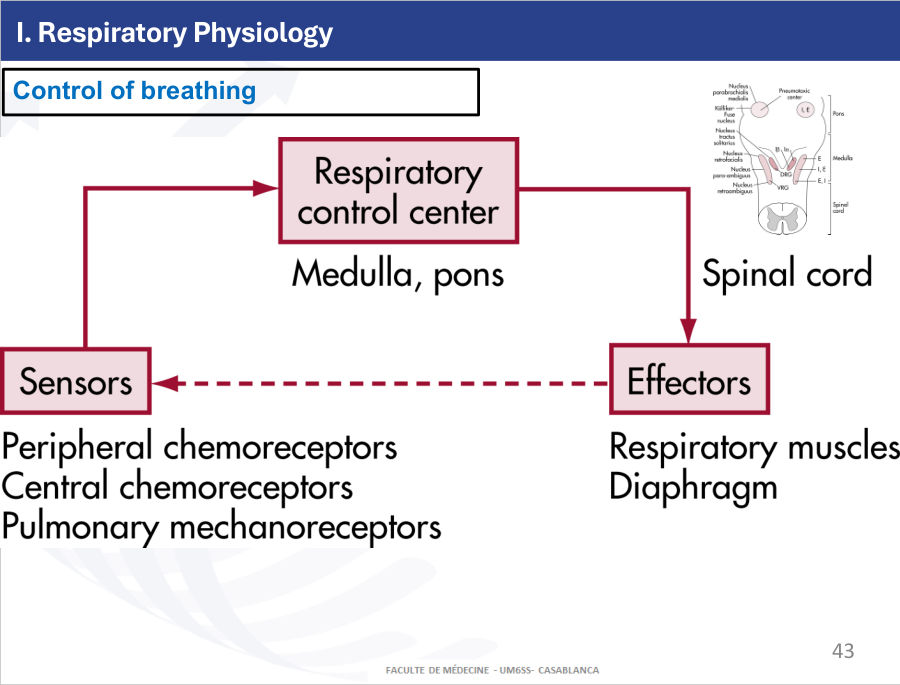 I. Respiratory Physiology
Control of breathing
Nucleus
parabrachialis
medialis
Pneumotaxic
center
Kölliker-
Fuse
nucleus
I, E
Pons
Nucleus
tractus
solitarius
Nucleus
retrofacialis
Nucleus
para-ambiguus
Nucleus
retroambiguus
DRG
VRG
E
I, E
E, I
Medulla
Spinal
cord
Respiratory
control center
Medulla, pons
Spinal cord
Sensors
Effectors
Peripheral chemoreceptors
Central chemoreceptors
Pulmonary mechanoreceptors
Respiratory muscles
Diaphragm
43
FACULTE DE MÉDECINE - UM6SS- CASABLANCA